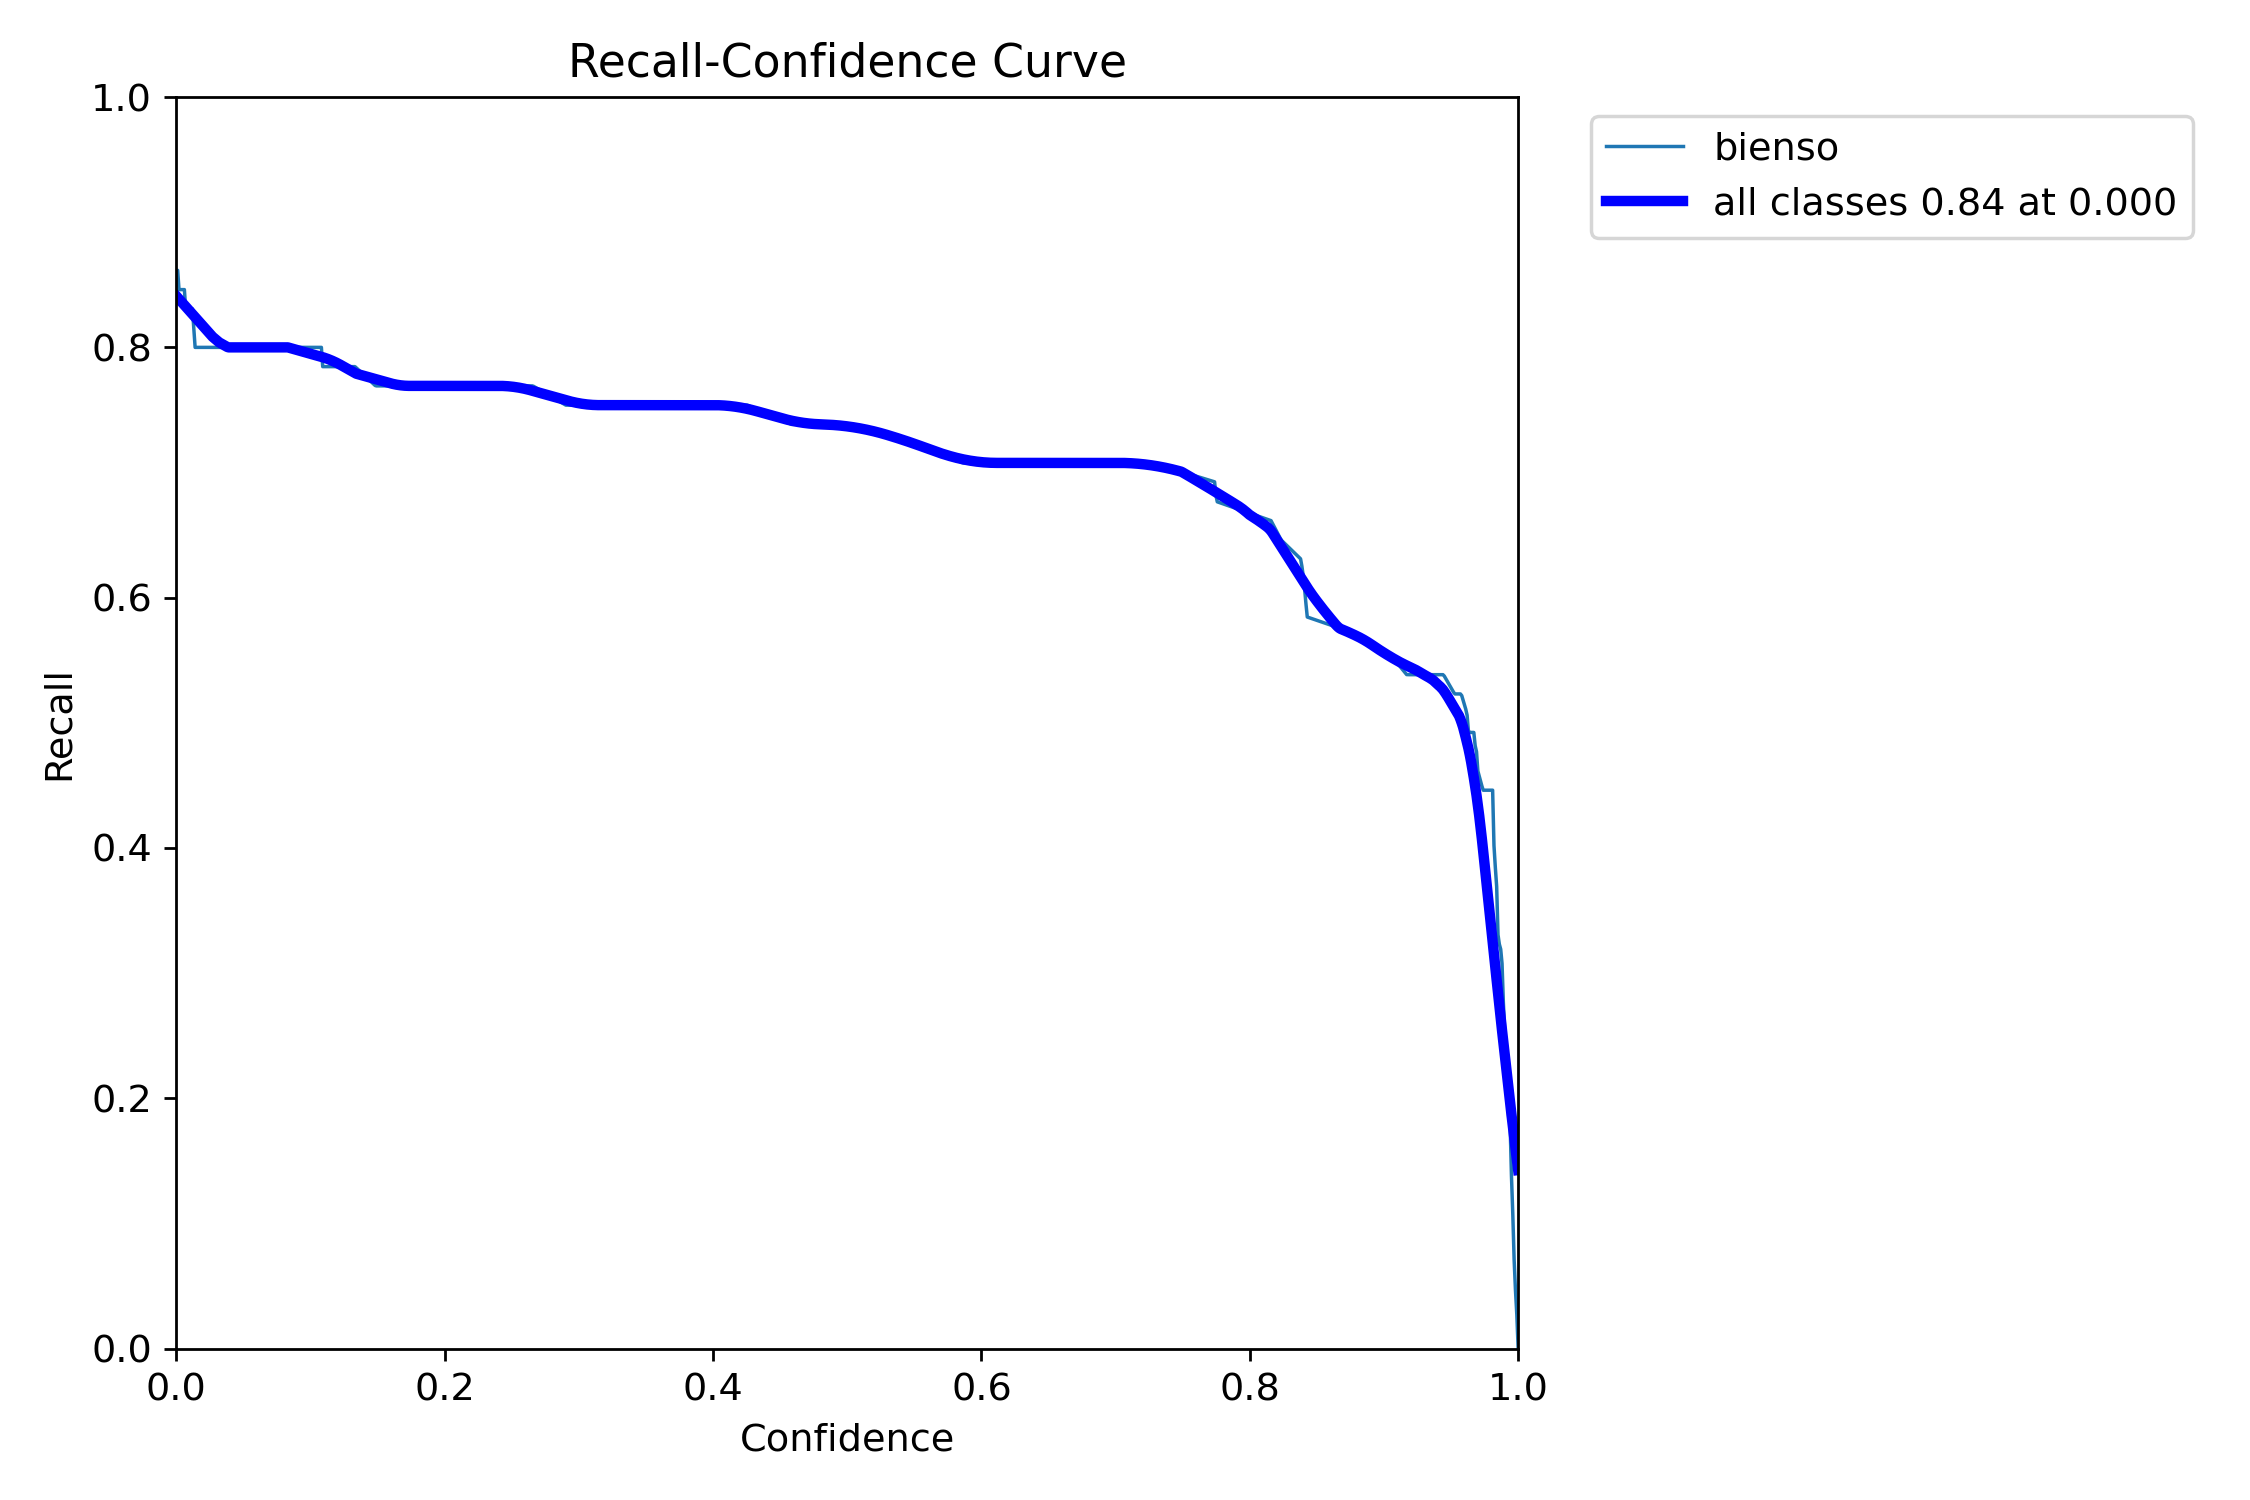 Recall-Confidence Curve
1.0
0.8
0.6
0.4
0.2
0.0
Recall
0.0 0.2 0.4 0.6 0.8 1.0
Confidence
bienso
all classes 0.84 at 0.000